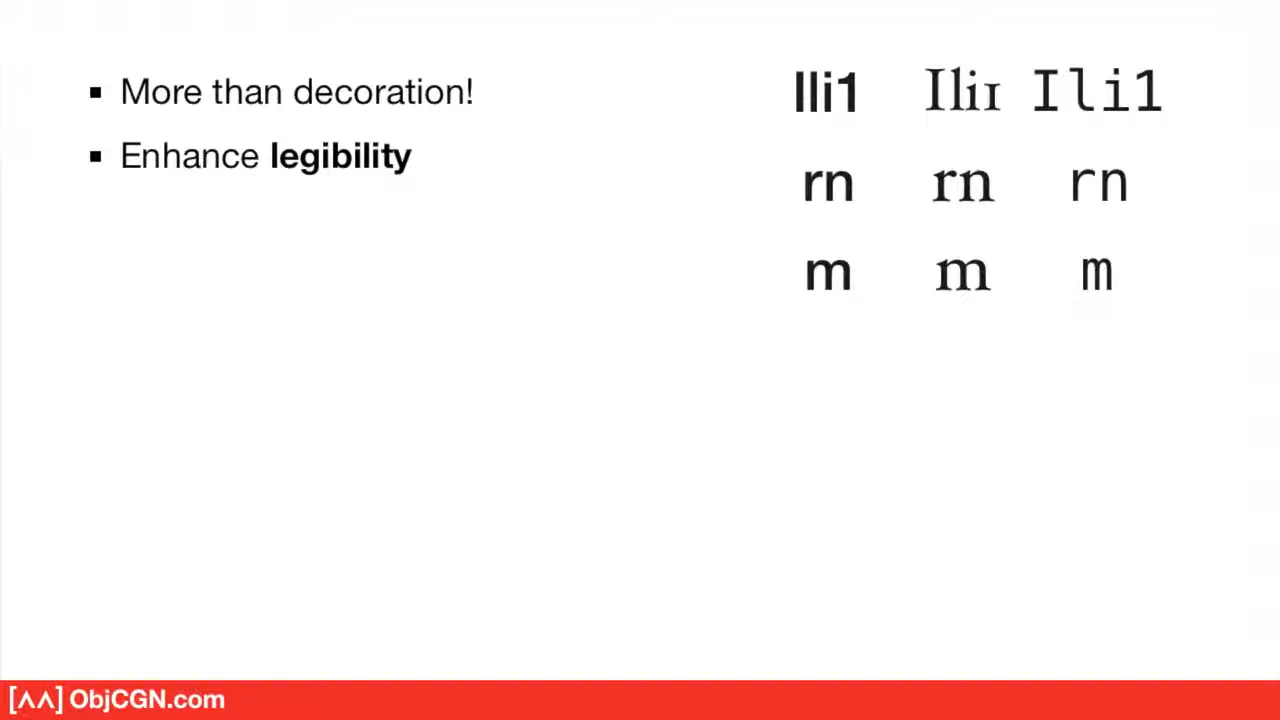 ▪ More than decoration!
▪ Enhance legibility
Ili1 Ili1 Ili1
rn rn rn
m m m
[ʌʌ] ObjCGN.com